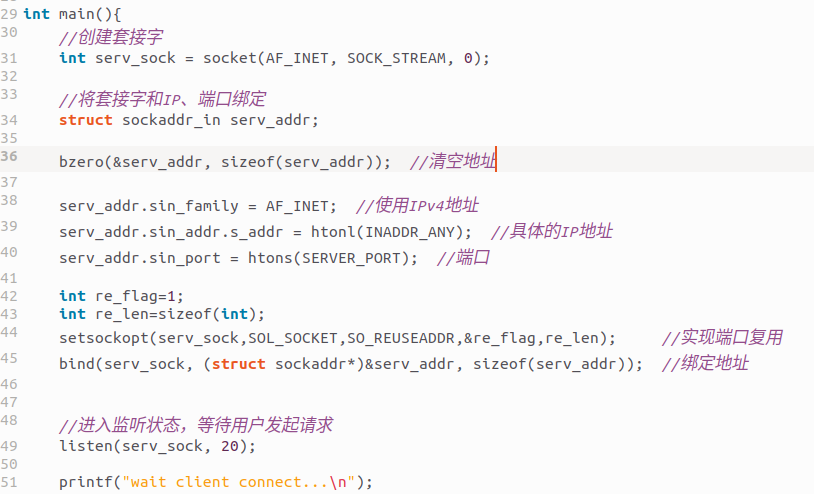 29 int main(){
30     //创建套接字
31     int serv_sock = socket(AF_INET, SOCK_STREAM, 0);
32
33     //将套接字和IP、端口绑定
34     struct sockaddr_in serv_addr;
35
36     bzero(&serv_addr, sizeof(serv_addr));  //清空地址
37
38     serv_addr.sin_family = AF_INET;  //使用IPv4地址
39     serv_addr.sin_addr.s_addr = htonl(INADDR_ANY);  //具体的IP地址
40     serv_addr.sin_port = htons(SERVER_PORT);  //端口
41
42     int re_flag=1;
43     int re_len=sizeof(int);
44     setsockopt(serv_sock,SOL_SOCKET,SO_REUSEADDR,&re_flag,re_len);     //实现端口复用
45     bind(serv_sock, (struct sockaddr*)&serv_addr, sizeof(serv_addr));  //绑定地址
46
47
48     //进入监听状态，等待用户发起请求
49     listen(serv_sock, 20);
50
51     printf("wait client connect...\n");